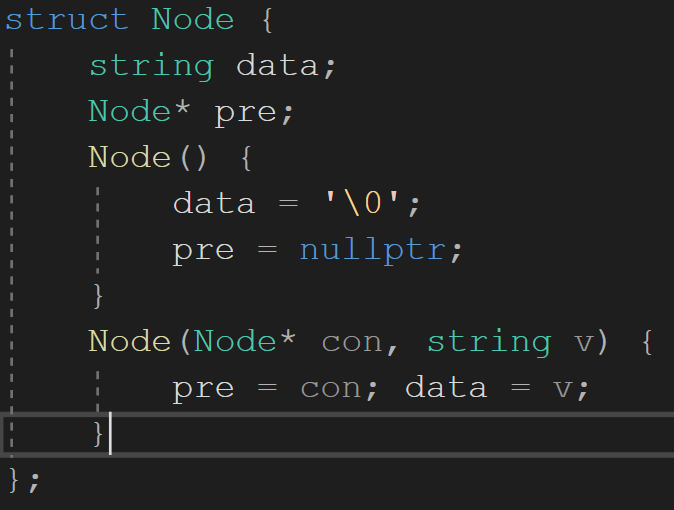 struct Node {
    string data;
    Node* pre;
    Node() {
        data = '\0';
        pre = nullptr;
    }
    Node(Node* con, string v) {
        pre = con; data = v;
    }
};